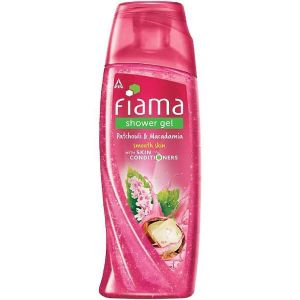 fiama
shower gel
Patchouli & Macadamia
smooth skin
WITH SKIN
CONDITIONERS